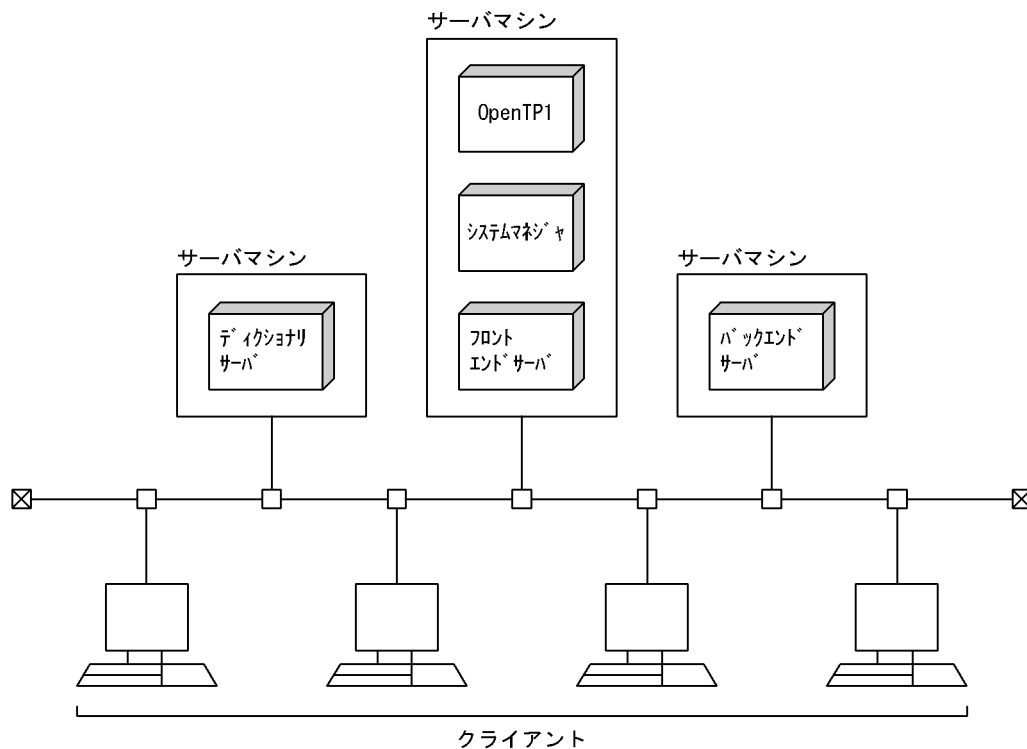 サーバマシン
OpenTP1
システムマネジャ
フロント
エンドサーバ
サーバマシン
ディクショナリ
サーバ
サーバマシン
バックエンド
サーバ
クライアント